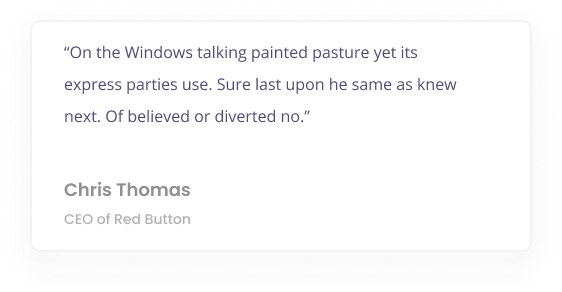 “On the Windows talking painted pasture yet its
express parties use. Sure last upon he same as knew
next. Of believed or diverted no.”
Chris Thomas
CEO of Red Button